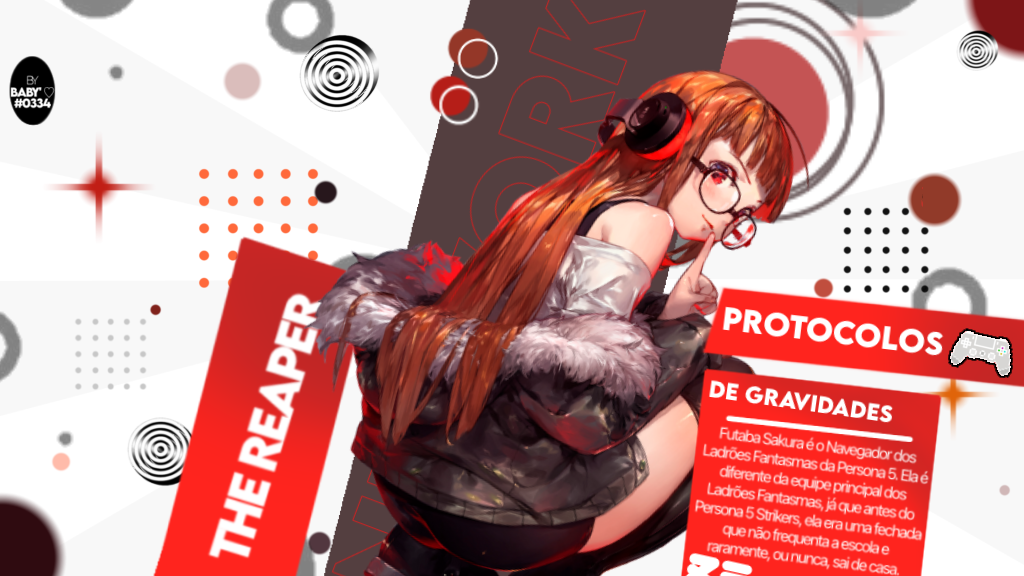 BY
BABY' ♡
#0334
ORK
THE REAPER
PROTOCOLOS
DE GRAVIDADES
Futaba Sakura é o Navegador dos
Ladrões Fantasmas da Persona 5. Ela é
diferente da equipe principal dos
Ladrões Fantasmas, já que antes do
Persona 5 Strikers, ela era uma fechada
que não frequenta a escola e
raramente, ou nunca, sai de casa.